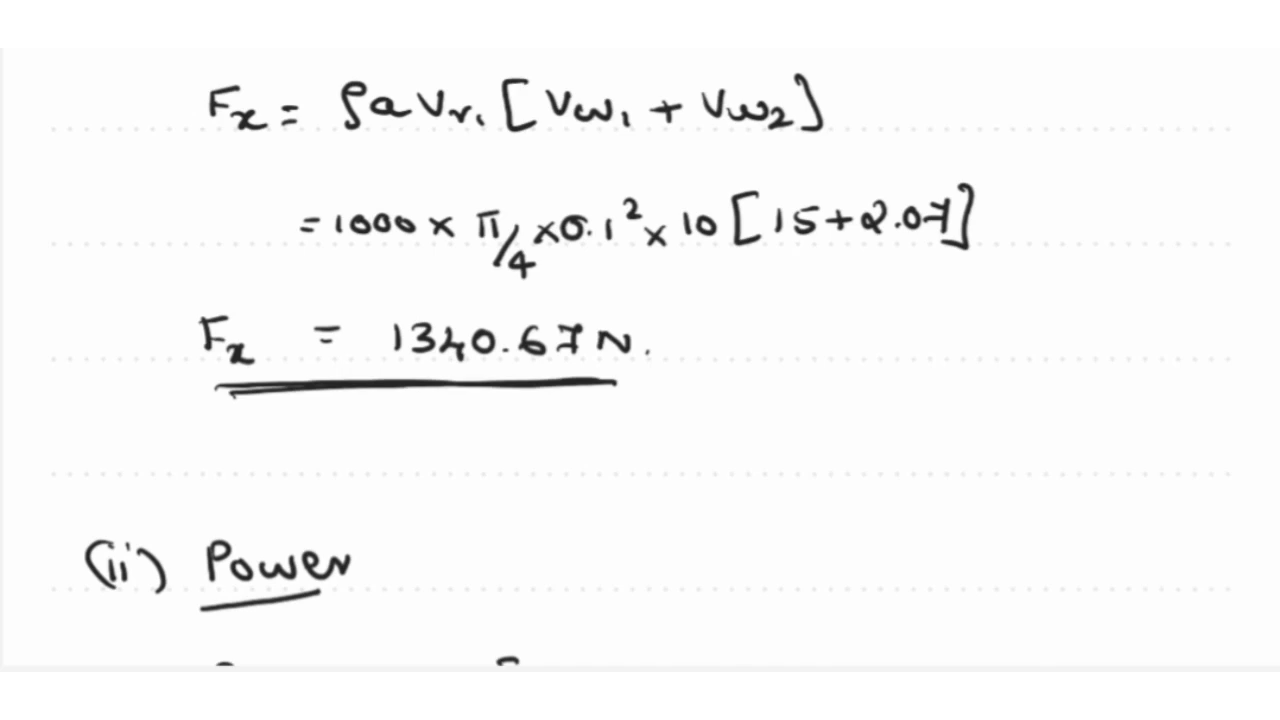 Fx = ρaVr₁[Vw₁ + Vw₂]
= 1000 × π/4 × 0.1² × 10 [15+2.07]
Fx = 1340.67 N.
(ii) Power